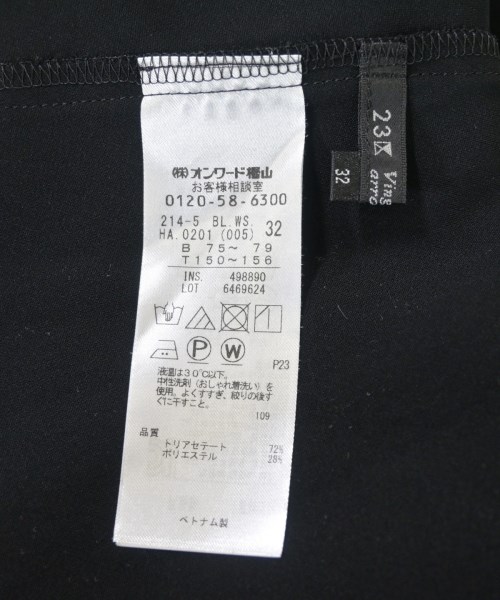 ㈱オンワード樫山
お客様相談室
0120-58-6300
214-5 BL.WS. 32
HA.0201 (005)
B 75～ 79
T150～156
INS. 498890
LOT 6469624
P W
P23
液温は30℃以下。
中性洗剤（おしゃれ着洗い）を
使用。よくすすぎ、絞りの後す
ぐに干すこと。
109
品質
トリアセテート 72%
ポリエステル 28%
ベトナム製
23区
32